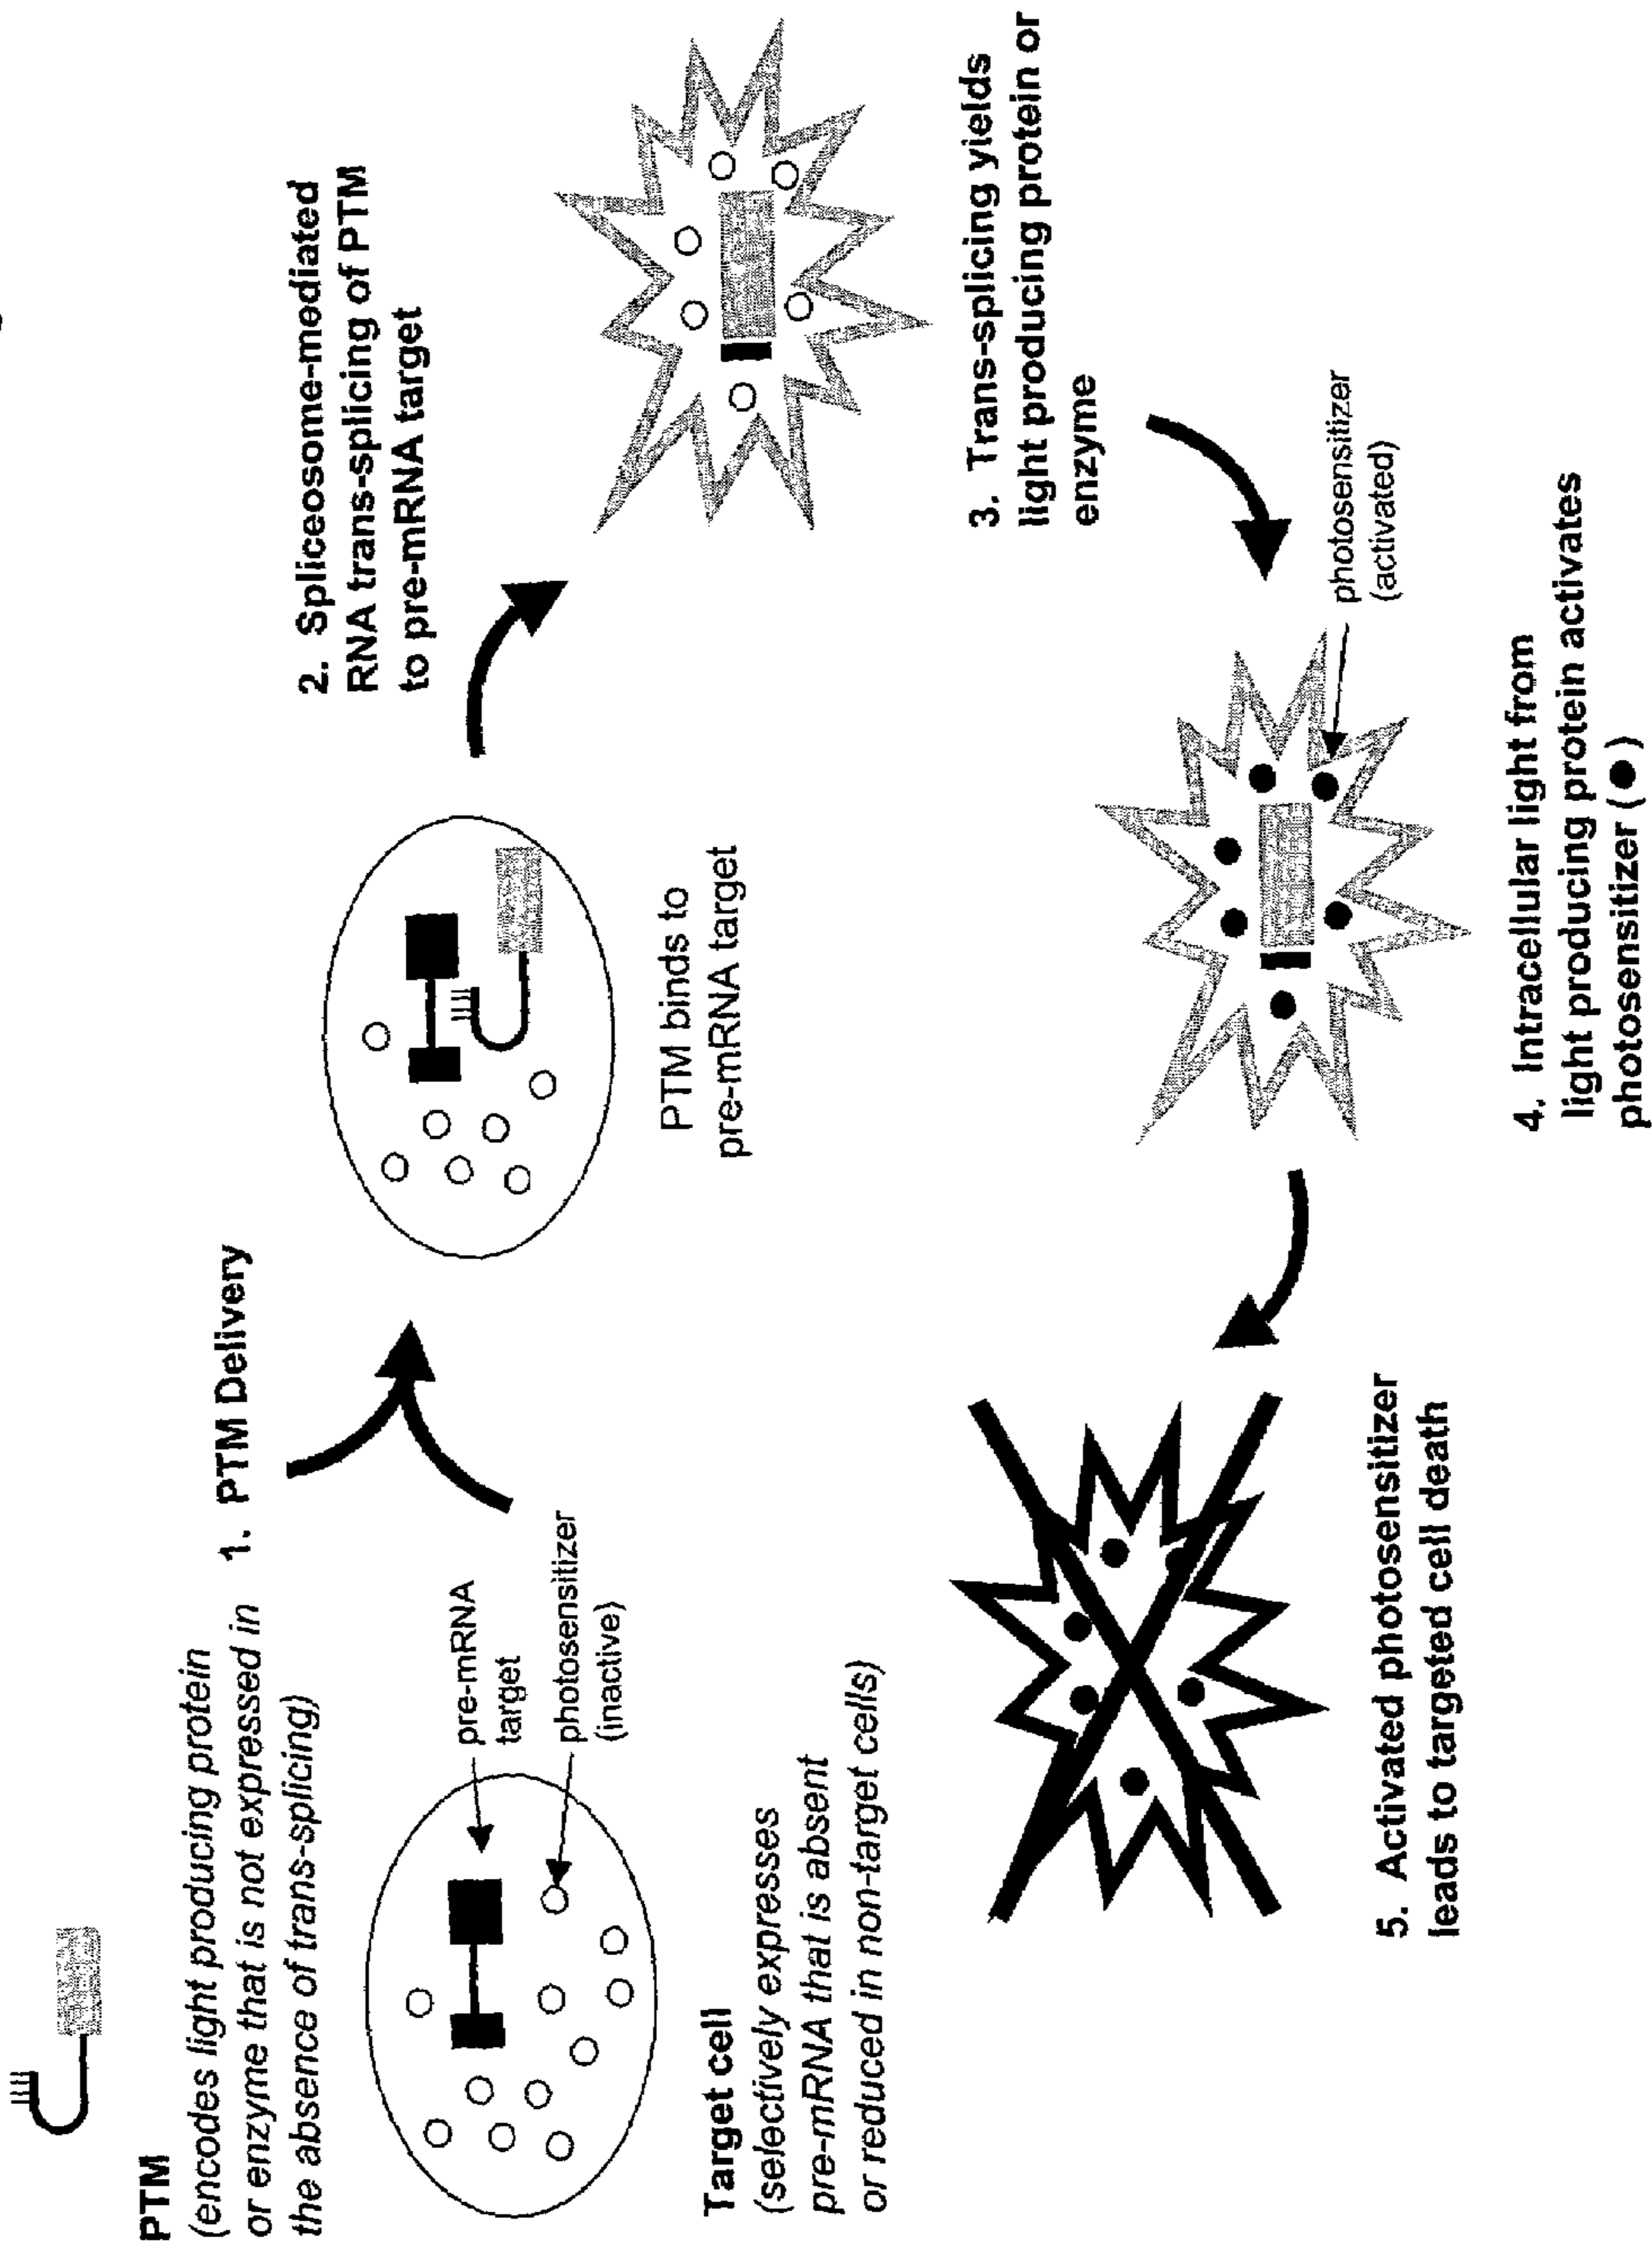 PTM
(encodes light producing protein
or enzyme that is not expressed in
the absence of trans-splicing)
1. PTM Delivery
pre-mRNA
target
photosensitizer
(inactive)
Target cell
(selectively expresses
pre-mRNA that is absent
or reduced in non-target cells)
PTM binds to
pre-mRNA target
2. Spliceosome-mediated
RNA trans-splicing of PTM
to pre-mRNA target
3. Trans-splicing yields
light producing protein or
enzyme
photosensitizer
(activated)
4. Intracellular light from
light producing protein activates
photosensitizer (●)
5. Activated photosensitizer
leads to targeted cell death